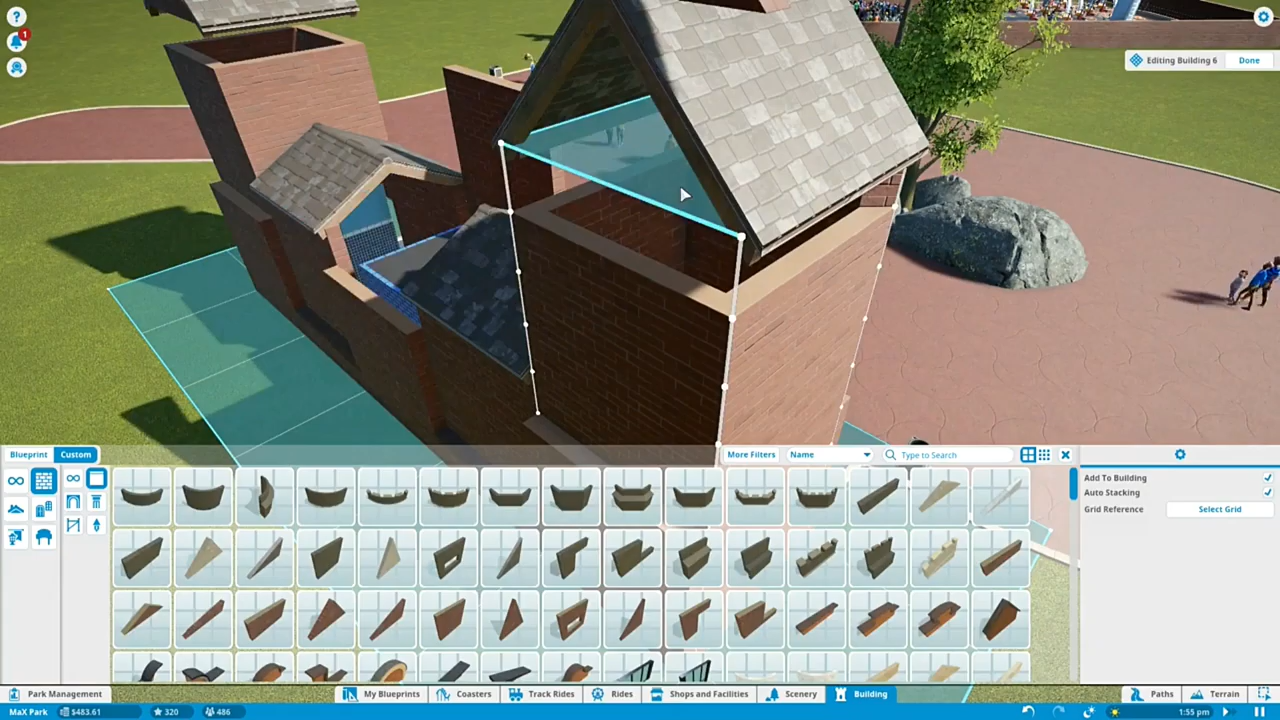 ?
1
Editing Building 6 Done
Blueprint Custom More Filters Name Type to Search
Add To Building
Auto Stacking
Grid Reference Select Grid
Park Management My Blueprints Coasters Track Rides Rides Shops and Facilities Scenery Building Paths Terrain
MaX Park $483.61 320 486 1:55 pm